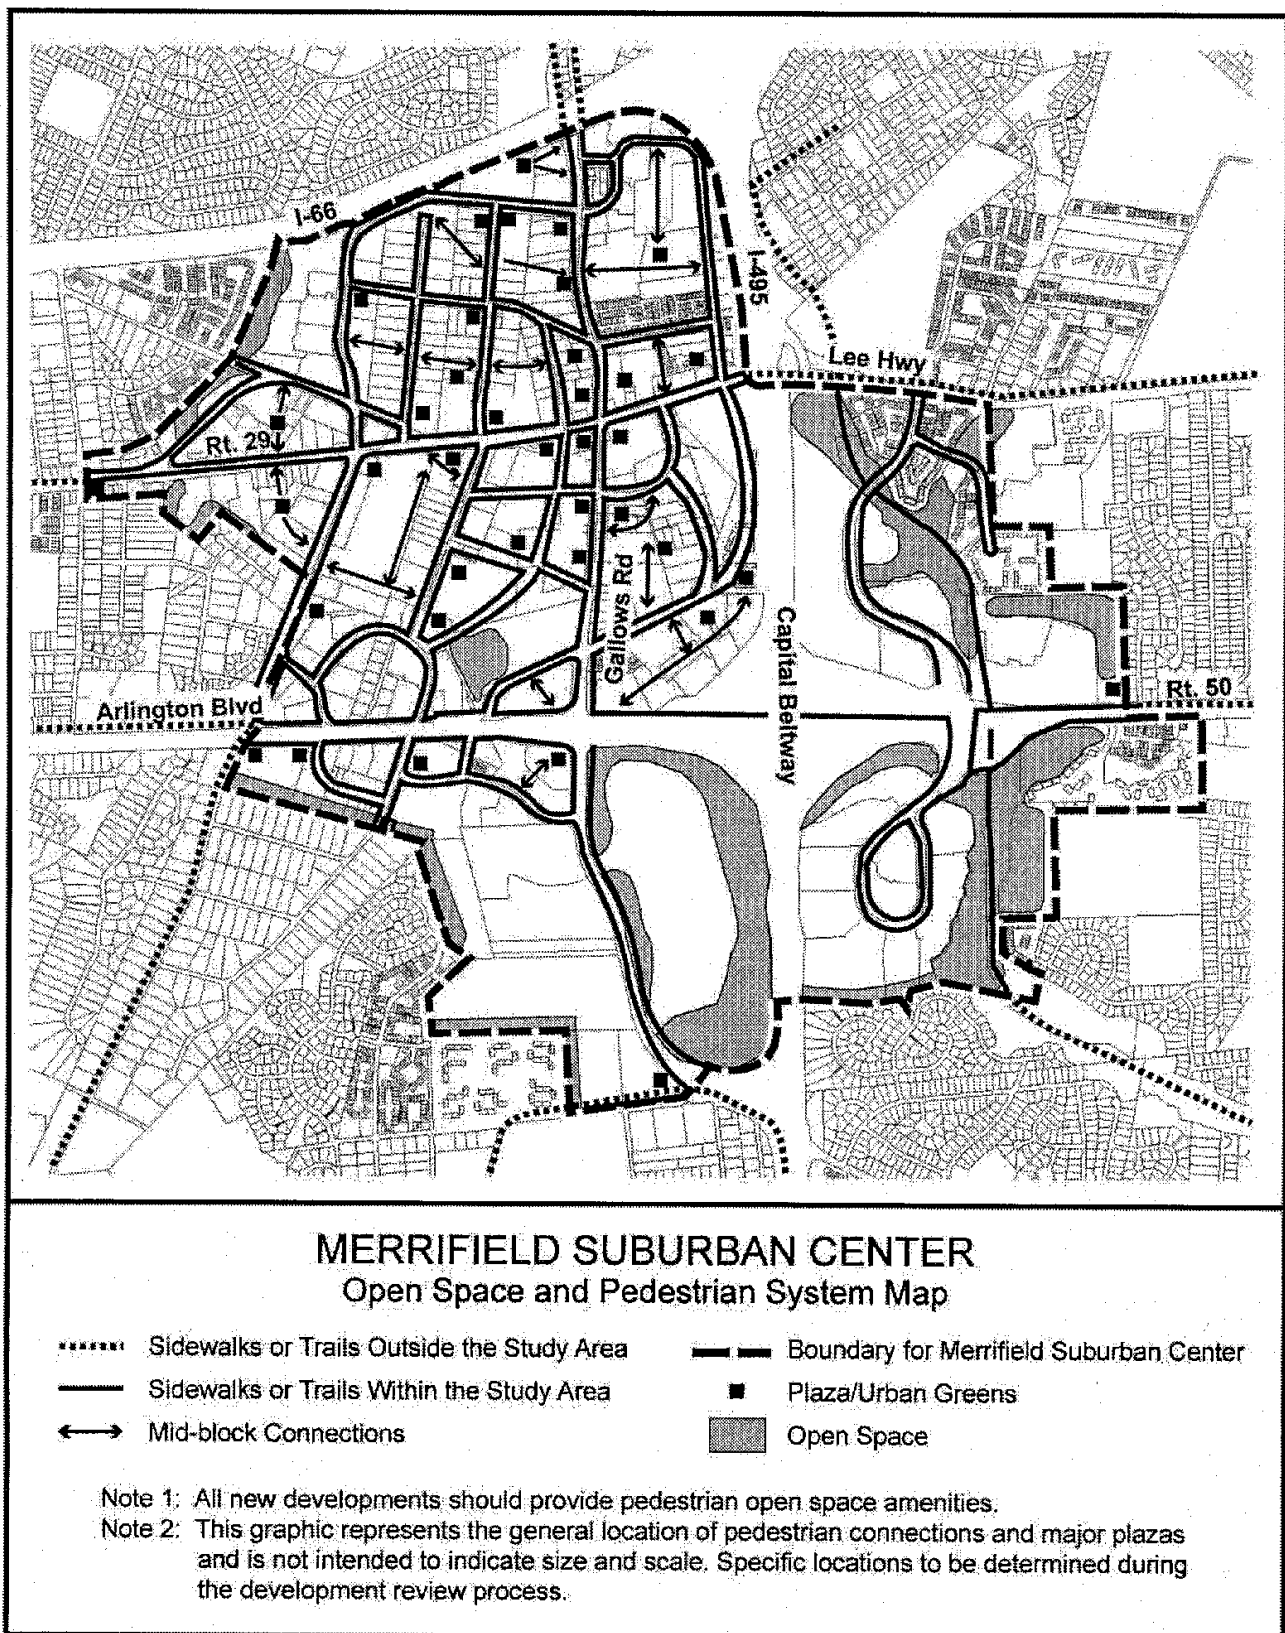 I-66
I-495
Lee Hwy
Rt. 29
Gallows Rd
Capital Beltway
Arlington Blvd
Rt. 50
MERRIFIELD SUBURBAN CENTER
Open Space and Pedestrian System Map
Sidewalks or Trails Outside the Study Area
Boundary for Merrifield Suburban Center
Sidewalks or Trails Within the Study Area
Plaza/Urban Greens
Mid-block Connections
Open Space
Note 1: All new developments should provide pedestrian open space amenities.
Note 2: This graphic represents the general location of pedestrian connections and major plazas
and is not intended to indicate size and scale. Specific locations to be determined during
the development review process.